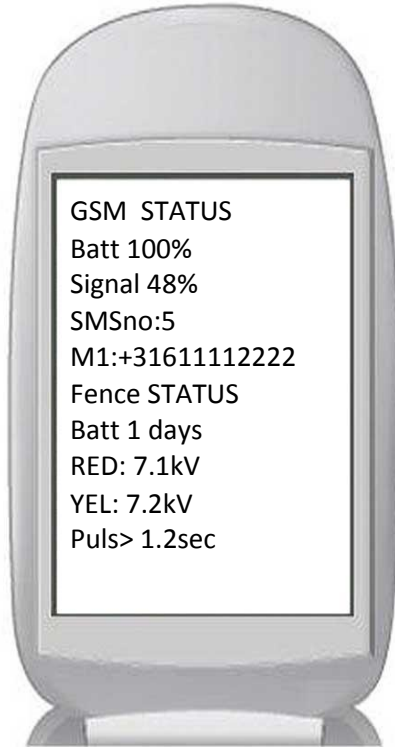 GSM  STATUS
Batt 100%
Signal 48%
SMSno:5
M1:+31611112222
Fence STATUS
Batt 1 days
RED: 7.1kV
YEL: 7.2kV
Puls> 1.2sec